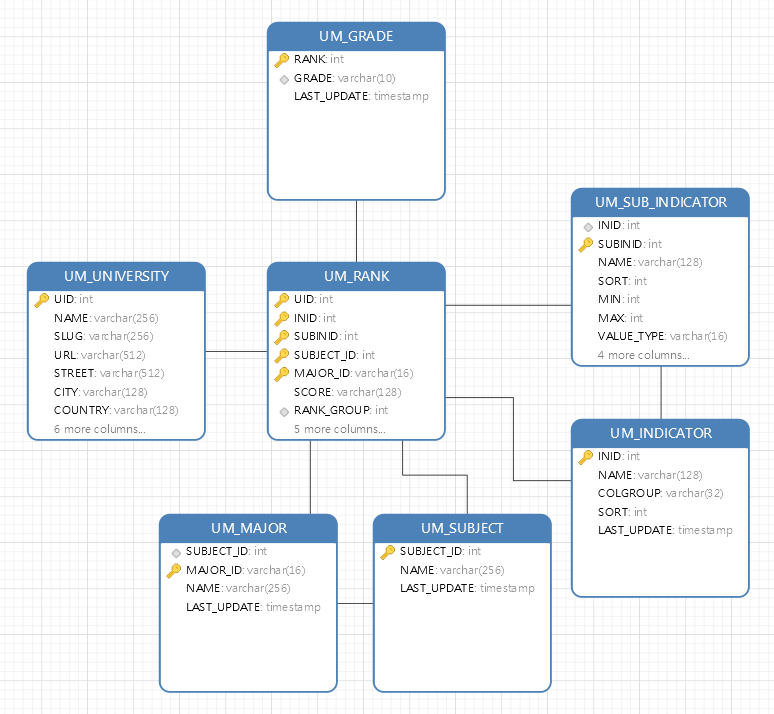 UM_GRADE
RANK: int
GRADE: varchar(10)
LAST_UPDATE: timestamp
UM_SUB_INDICATOR
INID: int
SUBINID: int
NAME: varchar(128)
SORT: int
MIN: int
MAX: int
VALUE_TYPE: varchar(16)
4 more columns...
UM_UNIVERSITY
UID: int
NAME: varchar(256)
SLUG: varchar(256)
URL: varchar(512)
STREET: varchar(512)
CITY: varchar(128)
COUNTRY: varchar(128)
6 more columns...
UM_RANK
UID: int
INID: int
SUBINID: int
SUBJECT_ID: int
MAJOR_ID: varchar(16)
SCORE: varchar(128)
RANK_GROUP: int
5 more columns...
UM_INDICATOR
INID: int
NAME: varchar(128)
COLGROUP: varchar(32)
SORT: int
LAST_UPDATE: timestamp
UM_MAJOR
SUBJECT_ID: int
MAJOR_ID: varchar(16)
NAME: varchar(256)
LAST_UPDATE: timestamp
UM_SUBJECT
SUBJECT_ID: int
NAME: varchar(256)
LAST_UPDATE: timestamp